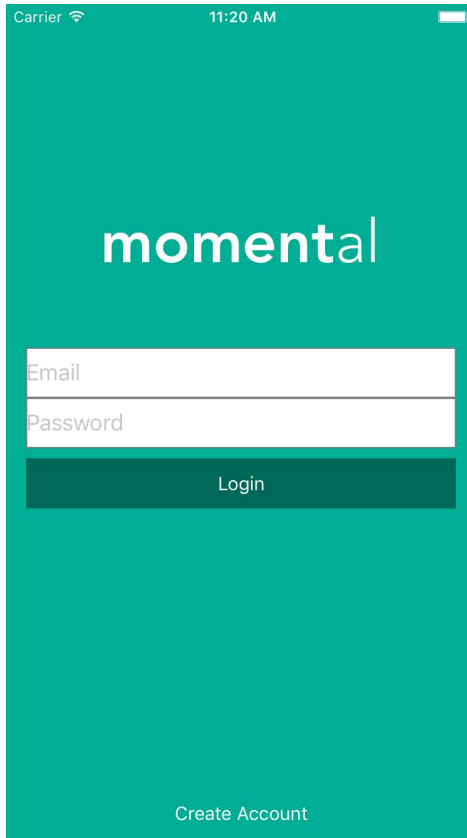 Carrier 11:20 AM
momental
Email
Password
Login
Create Account